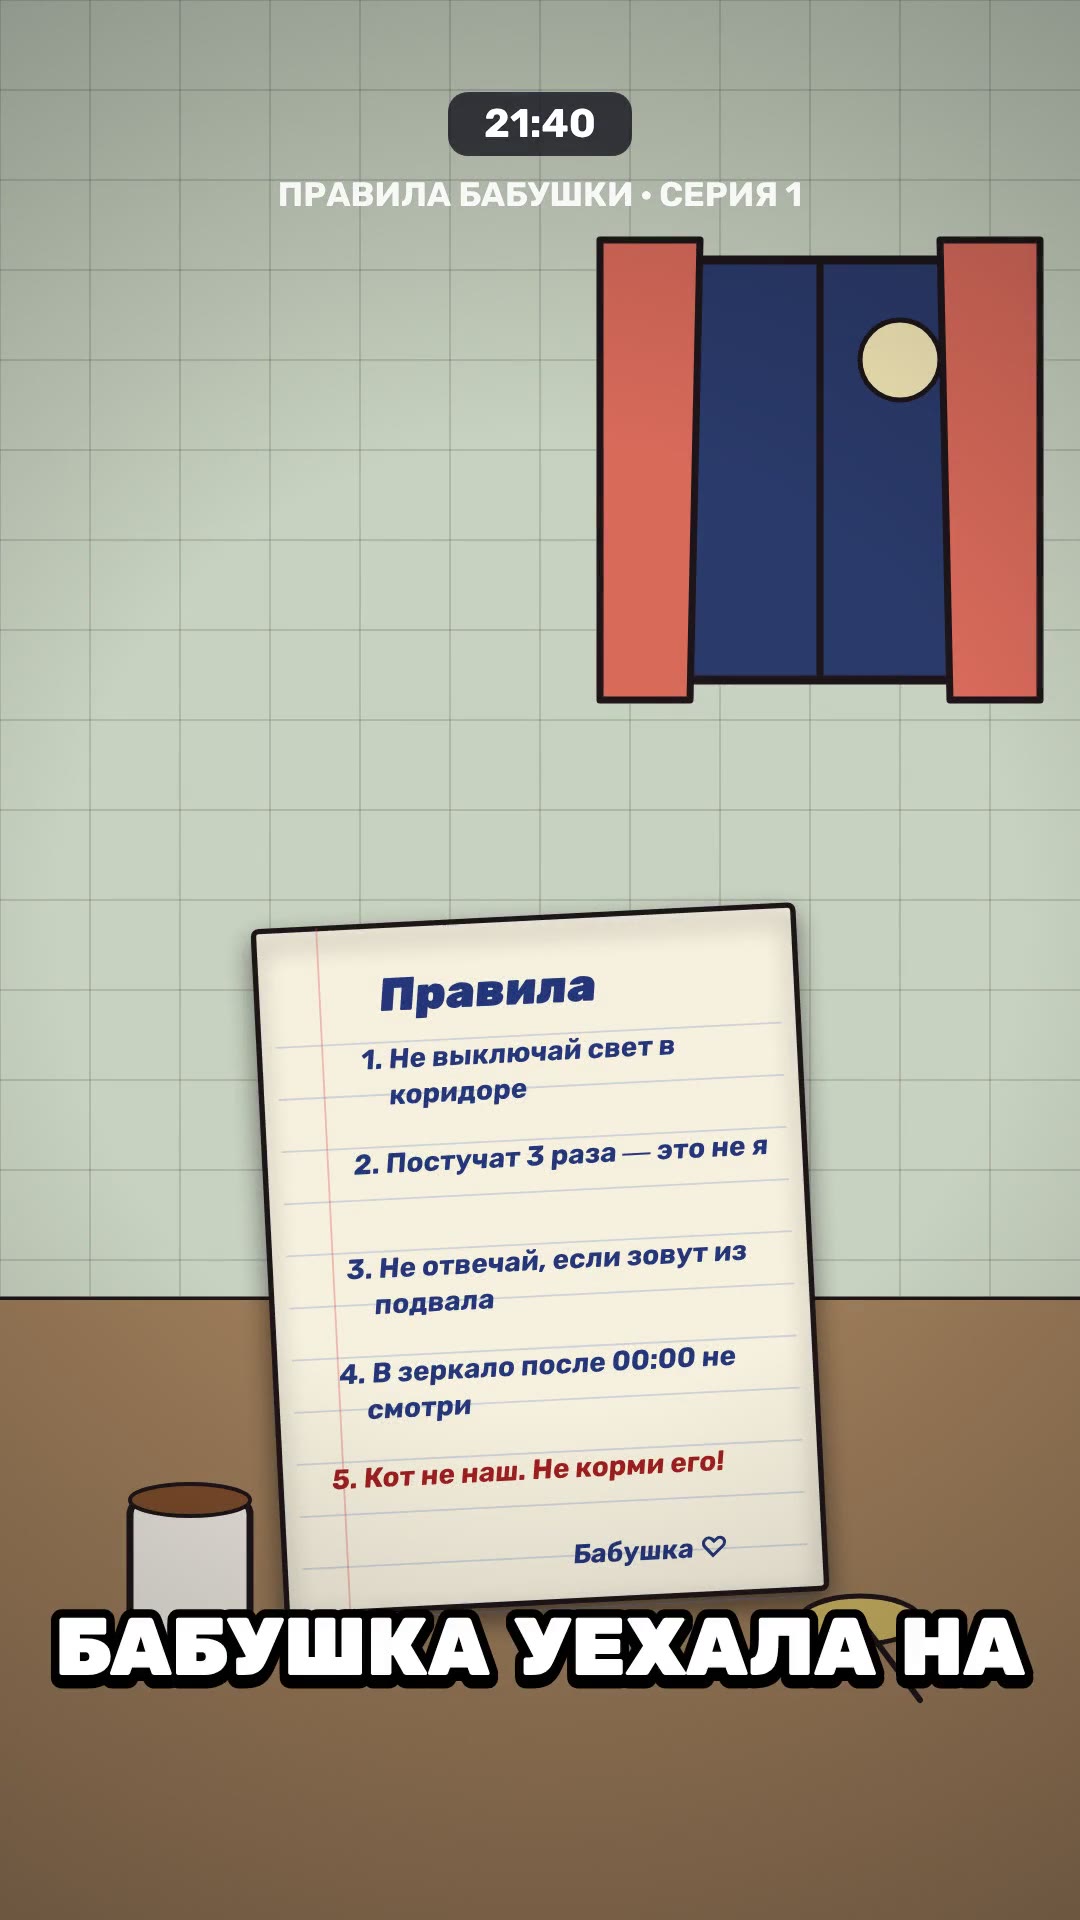 21:40
ПРАВИЛА БАБУШКИ • СЕРИЯ 1
Правила
1. Не выключай свет в
коридоре
2. Постучат 3 раза — это не я
3. Не отвечай, если зовут из
подвала
4. В зеркало после 00:00 не
смотри
5. Кот не наш. Не корми его!
Бабушка ♡
БАБУШКА УЕХАЛА НА